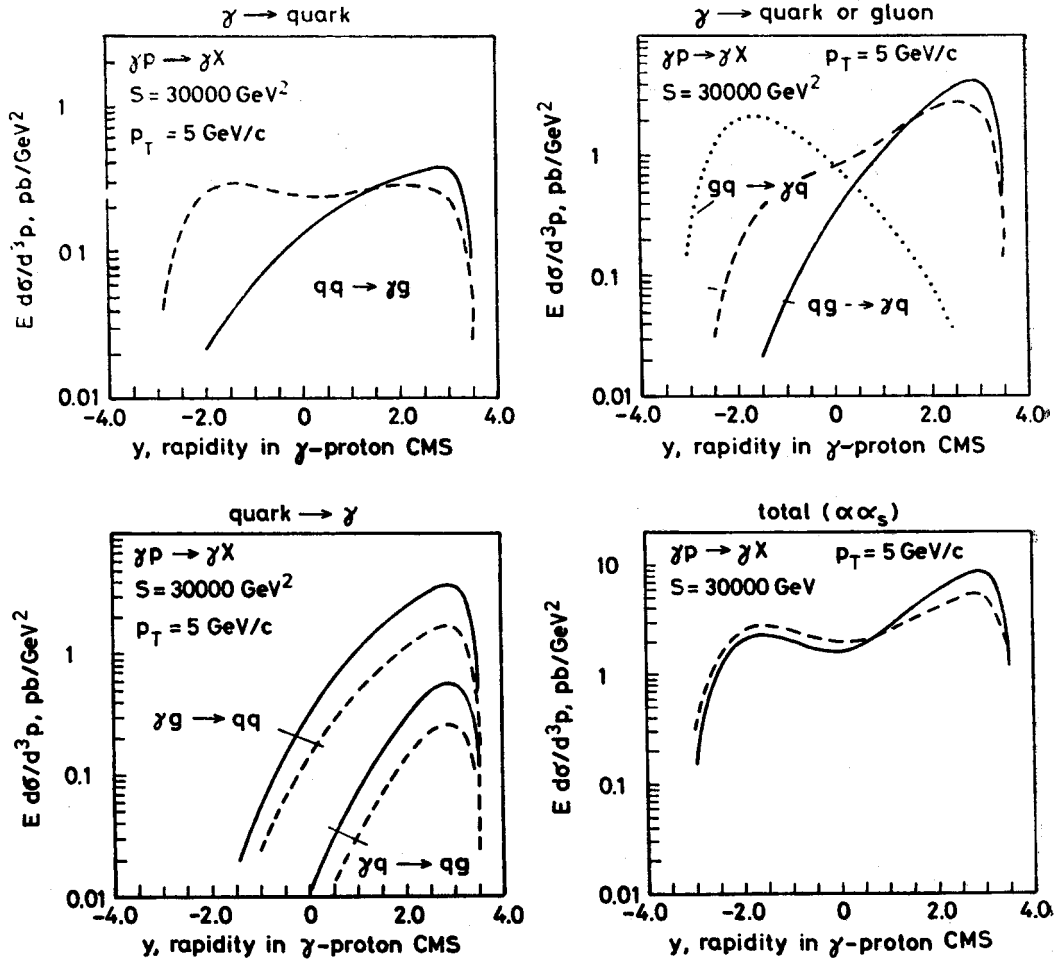 γ → quark
γp → γX
S = 30000 GeV²
p_T = 5 GeV/c
qq → γg
E dσ/d³p, pb/GeV²
1
0.1
0.01
-4.0 -2.0 0 2.0 4.0
y, rapidity in γ-proton CMS
γ → quark or gluon
γp → γX p_T = 5 GeV/c
S = 30000 GeV²
gq → γq
qg → γq
E dσ/d³p, pb/GeV²
1
0.1
0.01
-4.0 -2.0 0 2.0 4.0
y, rapidity in γ-proton CMS
quark → γ
γp → γX
S = 30000 GeV²
p_T = 5 GeV/c
γg → qq
γq → qg
E dσ/d³p, pb/GeV²
1
0.1
0.01
-4.0 -2.0 0 2.0 4.0
y, rapidity in γ-proton CMS
total (αα_s)
γp → γX p_T = 5 GeV/c
S = 30000 GeV
E dσ/d³p, pb/GeV²
10
1
0.1
0.01
-4.0 -2.0 0 2.0 4.0
y, rapidity in γ-proton CMS